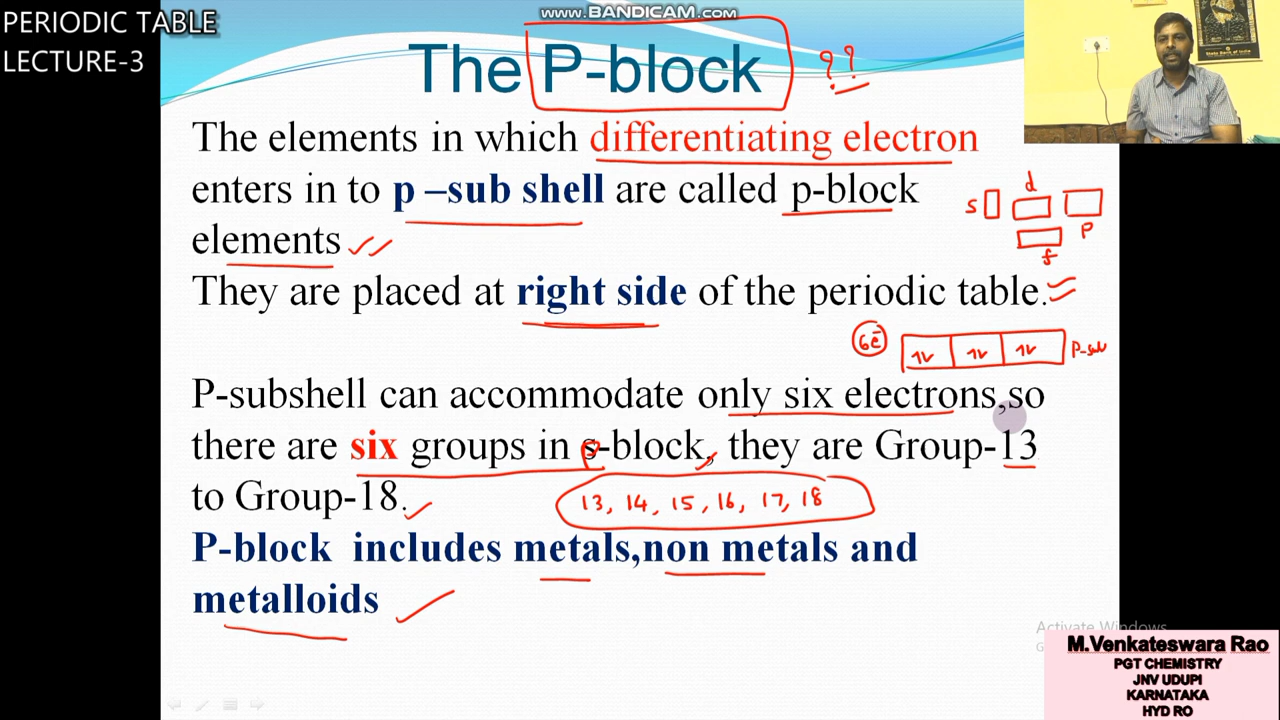 www.BANDICAM.com
PERIODIC TABLE
LECTURE-3
The P-block ??
The elements in which differentiating electron
enters in to p –sub shell are called p-block
elements
s d p
f
They are placed at right side of the periodic table.
6e̅ P-sub
P-subshell can accommodate only six electrons,so
there are six groups in s-block, they are Group-13
p
to Group-18.
13, 14, 15, 16, 17, 18
P-block includes metals,non metals and
metalloids
Activate Windows
M.Venkateswara Rao
PGT CHEMISTRY
JNV UDUPI
KARNATAKA
HYD RO